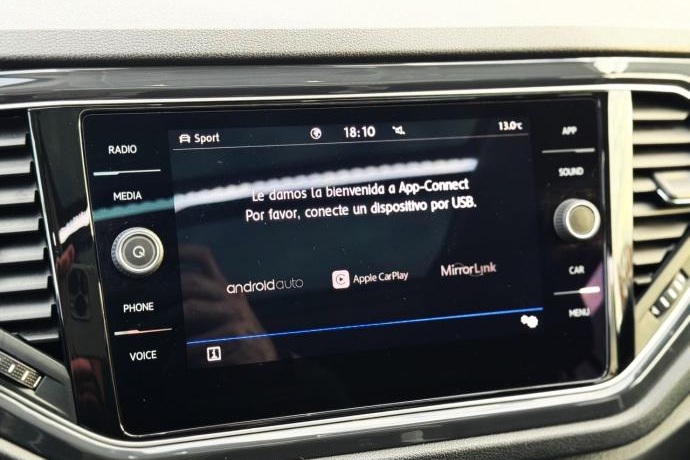 RADIO
MEDIA
PHONE
VOICE
Sport
18:10
13.0°C
Le damos la bienvenida a App-Connect
Por favor, conecte un dispositivo por USB.
androidauto
Apple CarPlay
MirrorLink
APP
SOUND
CAR
MENU